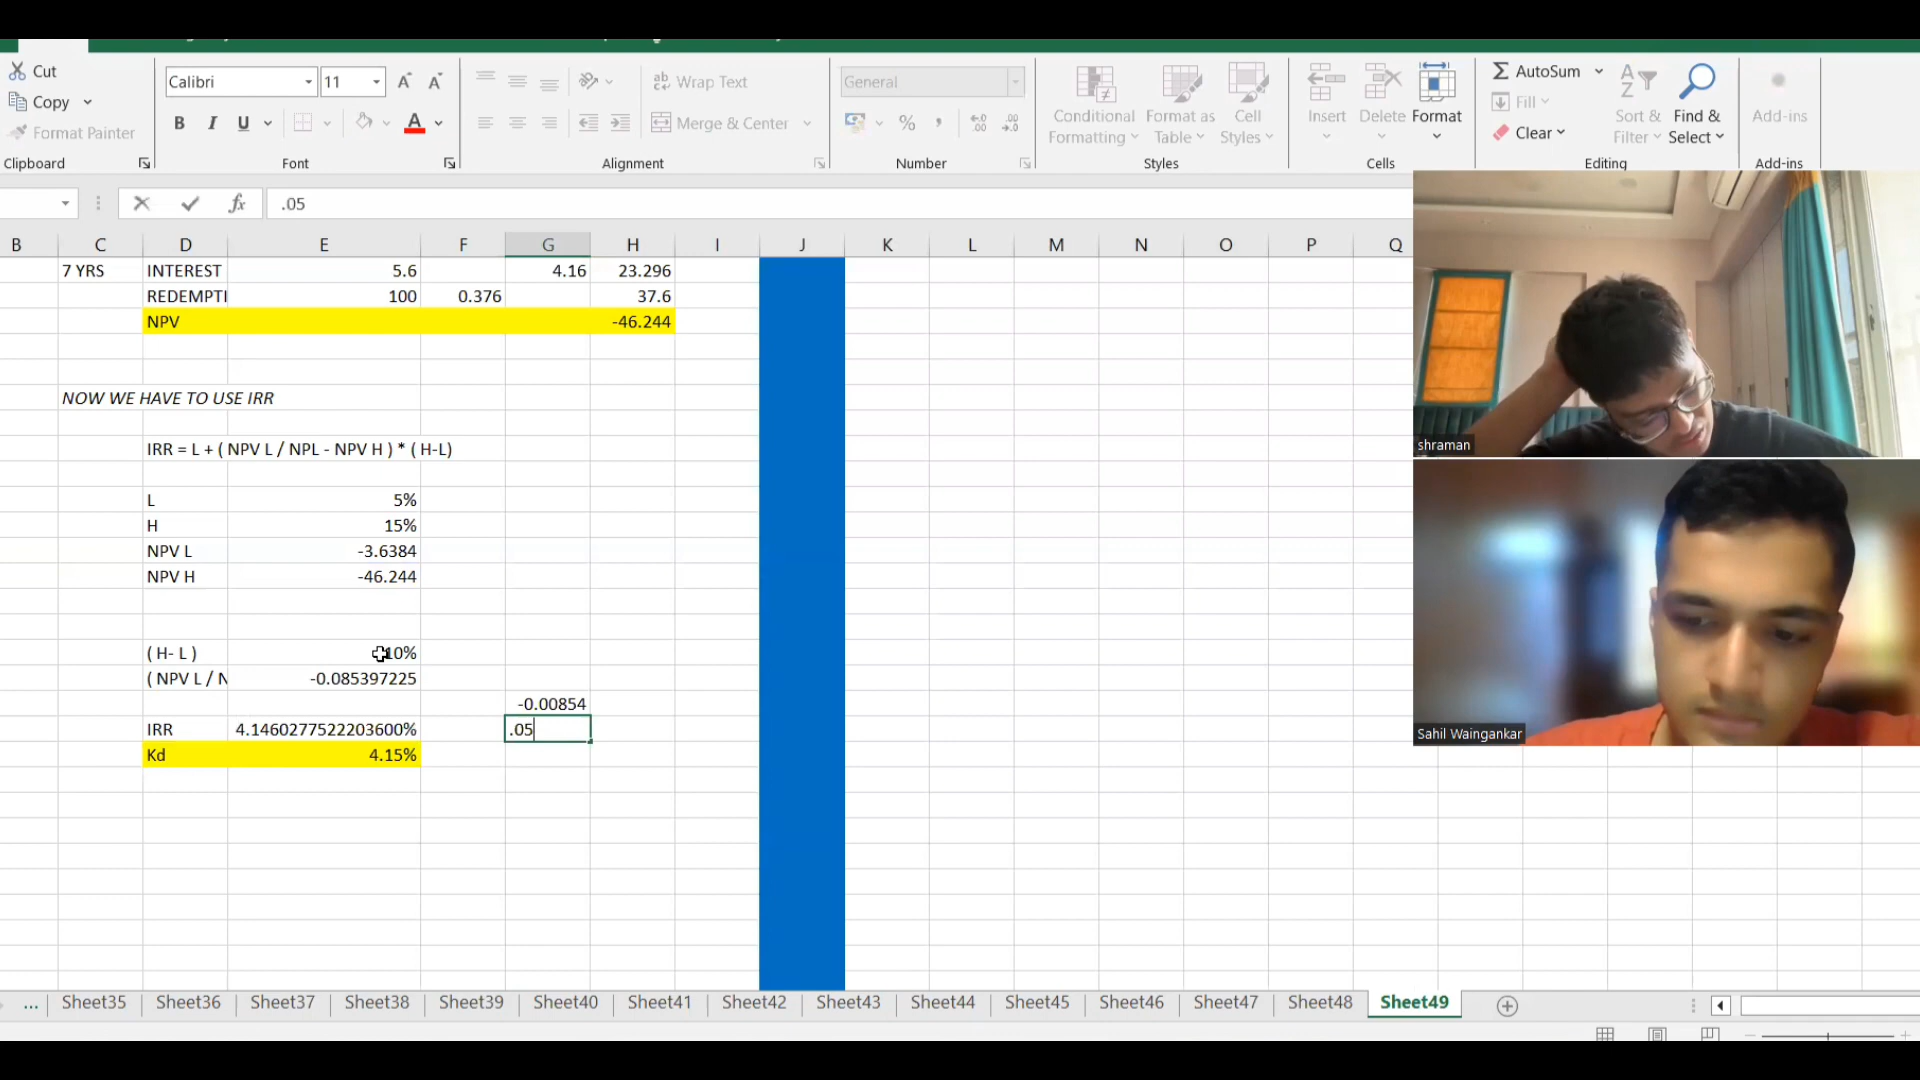 Cut
Copy
Format Painter
Clipboard
Calibri 11 A A
B I U A
Font
ab Wrap Text
Merge & Center
Alignment
General
% ,
Number
Conditional Formatting
Format as Table
Cell Styles
Styles
Insert Delete Format
Cells
AutoSum
Fill
Clear
Sort & Filter
Find & Select
Editing
Add-ins
Add-ins
fx .05
B C D E F G H I J K L M N O P Q
7 YRS INTEREST 5.6 4.16 23.296
REDEMPTI 100 0.376 37.6
NPV -46.244
NOW WE HAVE TO USE IRR
IRR = L + ( NPV L / NPL - NPV H ) * ( H-L)
L 5%
H 15%
NPV L -3.6384
NPV H -46.244
( H- L ) 10%
( NPV L / N -0.085397225
-0.00854
IRR 4.1460277522203600% .05
Kd 4.15%
shraman
Sahil Waingankar
... Sheet35 Sheet36 Sheet37 Sheet38 Sheet39 Sheet40 Sheet41 Sheet42 Sheet43 Sheet44 Sheet45 Sheet46 Sheet47 Sheet48 Sheet49